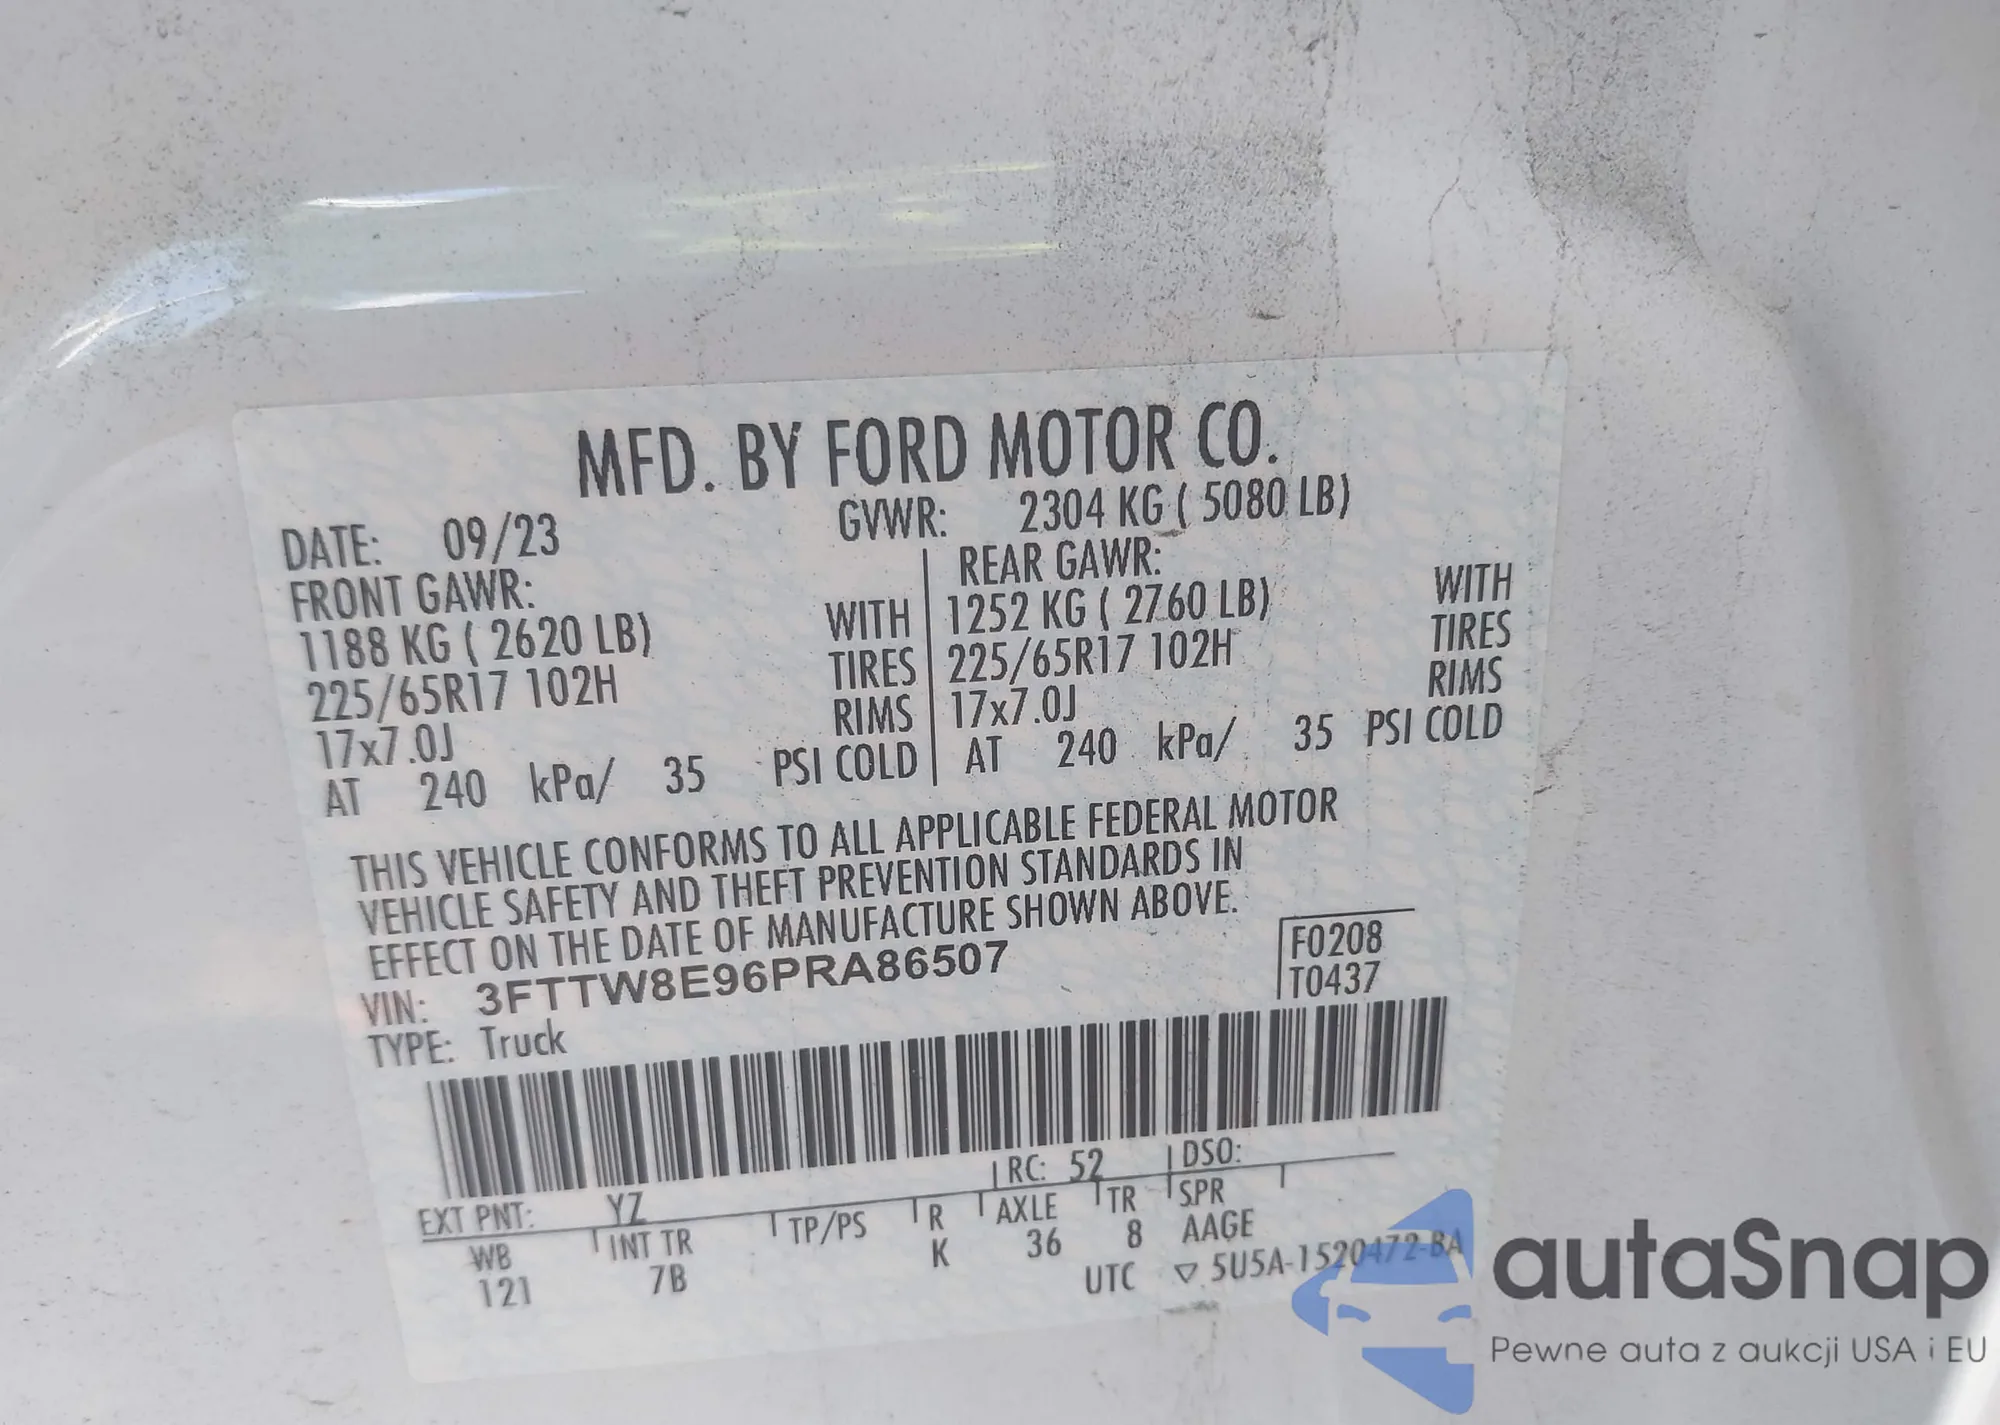 MFD. BY FORD MOTOR CO.
DATE: 09/23 GVWR: 2304 KG ( 5080 LB)
FRONT GAWR: REAR GAWR:
1188 KG ( 2620 LB) WITH 1252 KG ( 2760 LB) WITH
225/65R17 102H TIRES 225/65R17 102H TIRES
17x7.0J RIMS 17x7.0J RIMS
AT 240 kPa/ 35 PSI COLD AT 240 kPa/ 35 PSI COLD
THIS VEHICLE CONFORMS TO ALL APPLICABLE FEDERAL MOTOR
VEHICLE SAFETY AND THEFT PREVENTION STANDARDS IN
EFFECT ON THE DATE OF MANUFACTURE SHOWN ABOVE.
VIN: 3FTTW8E96PRA86507 F0208
TYPE: Truck T0437
EXT PNT: YZ RC: 52 DSO:
WB INT TR TP/PS R AXLE TR SPR
121 7B K 36 8 AAGE
UTC ▽ 5U5A-1520472-BA
autaSnap
Pewne auta z aukcji USA i EU